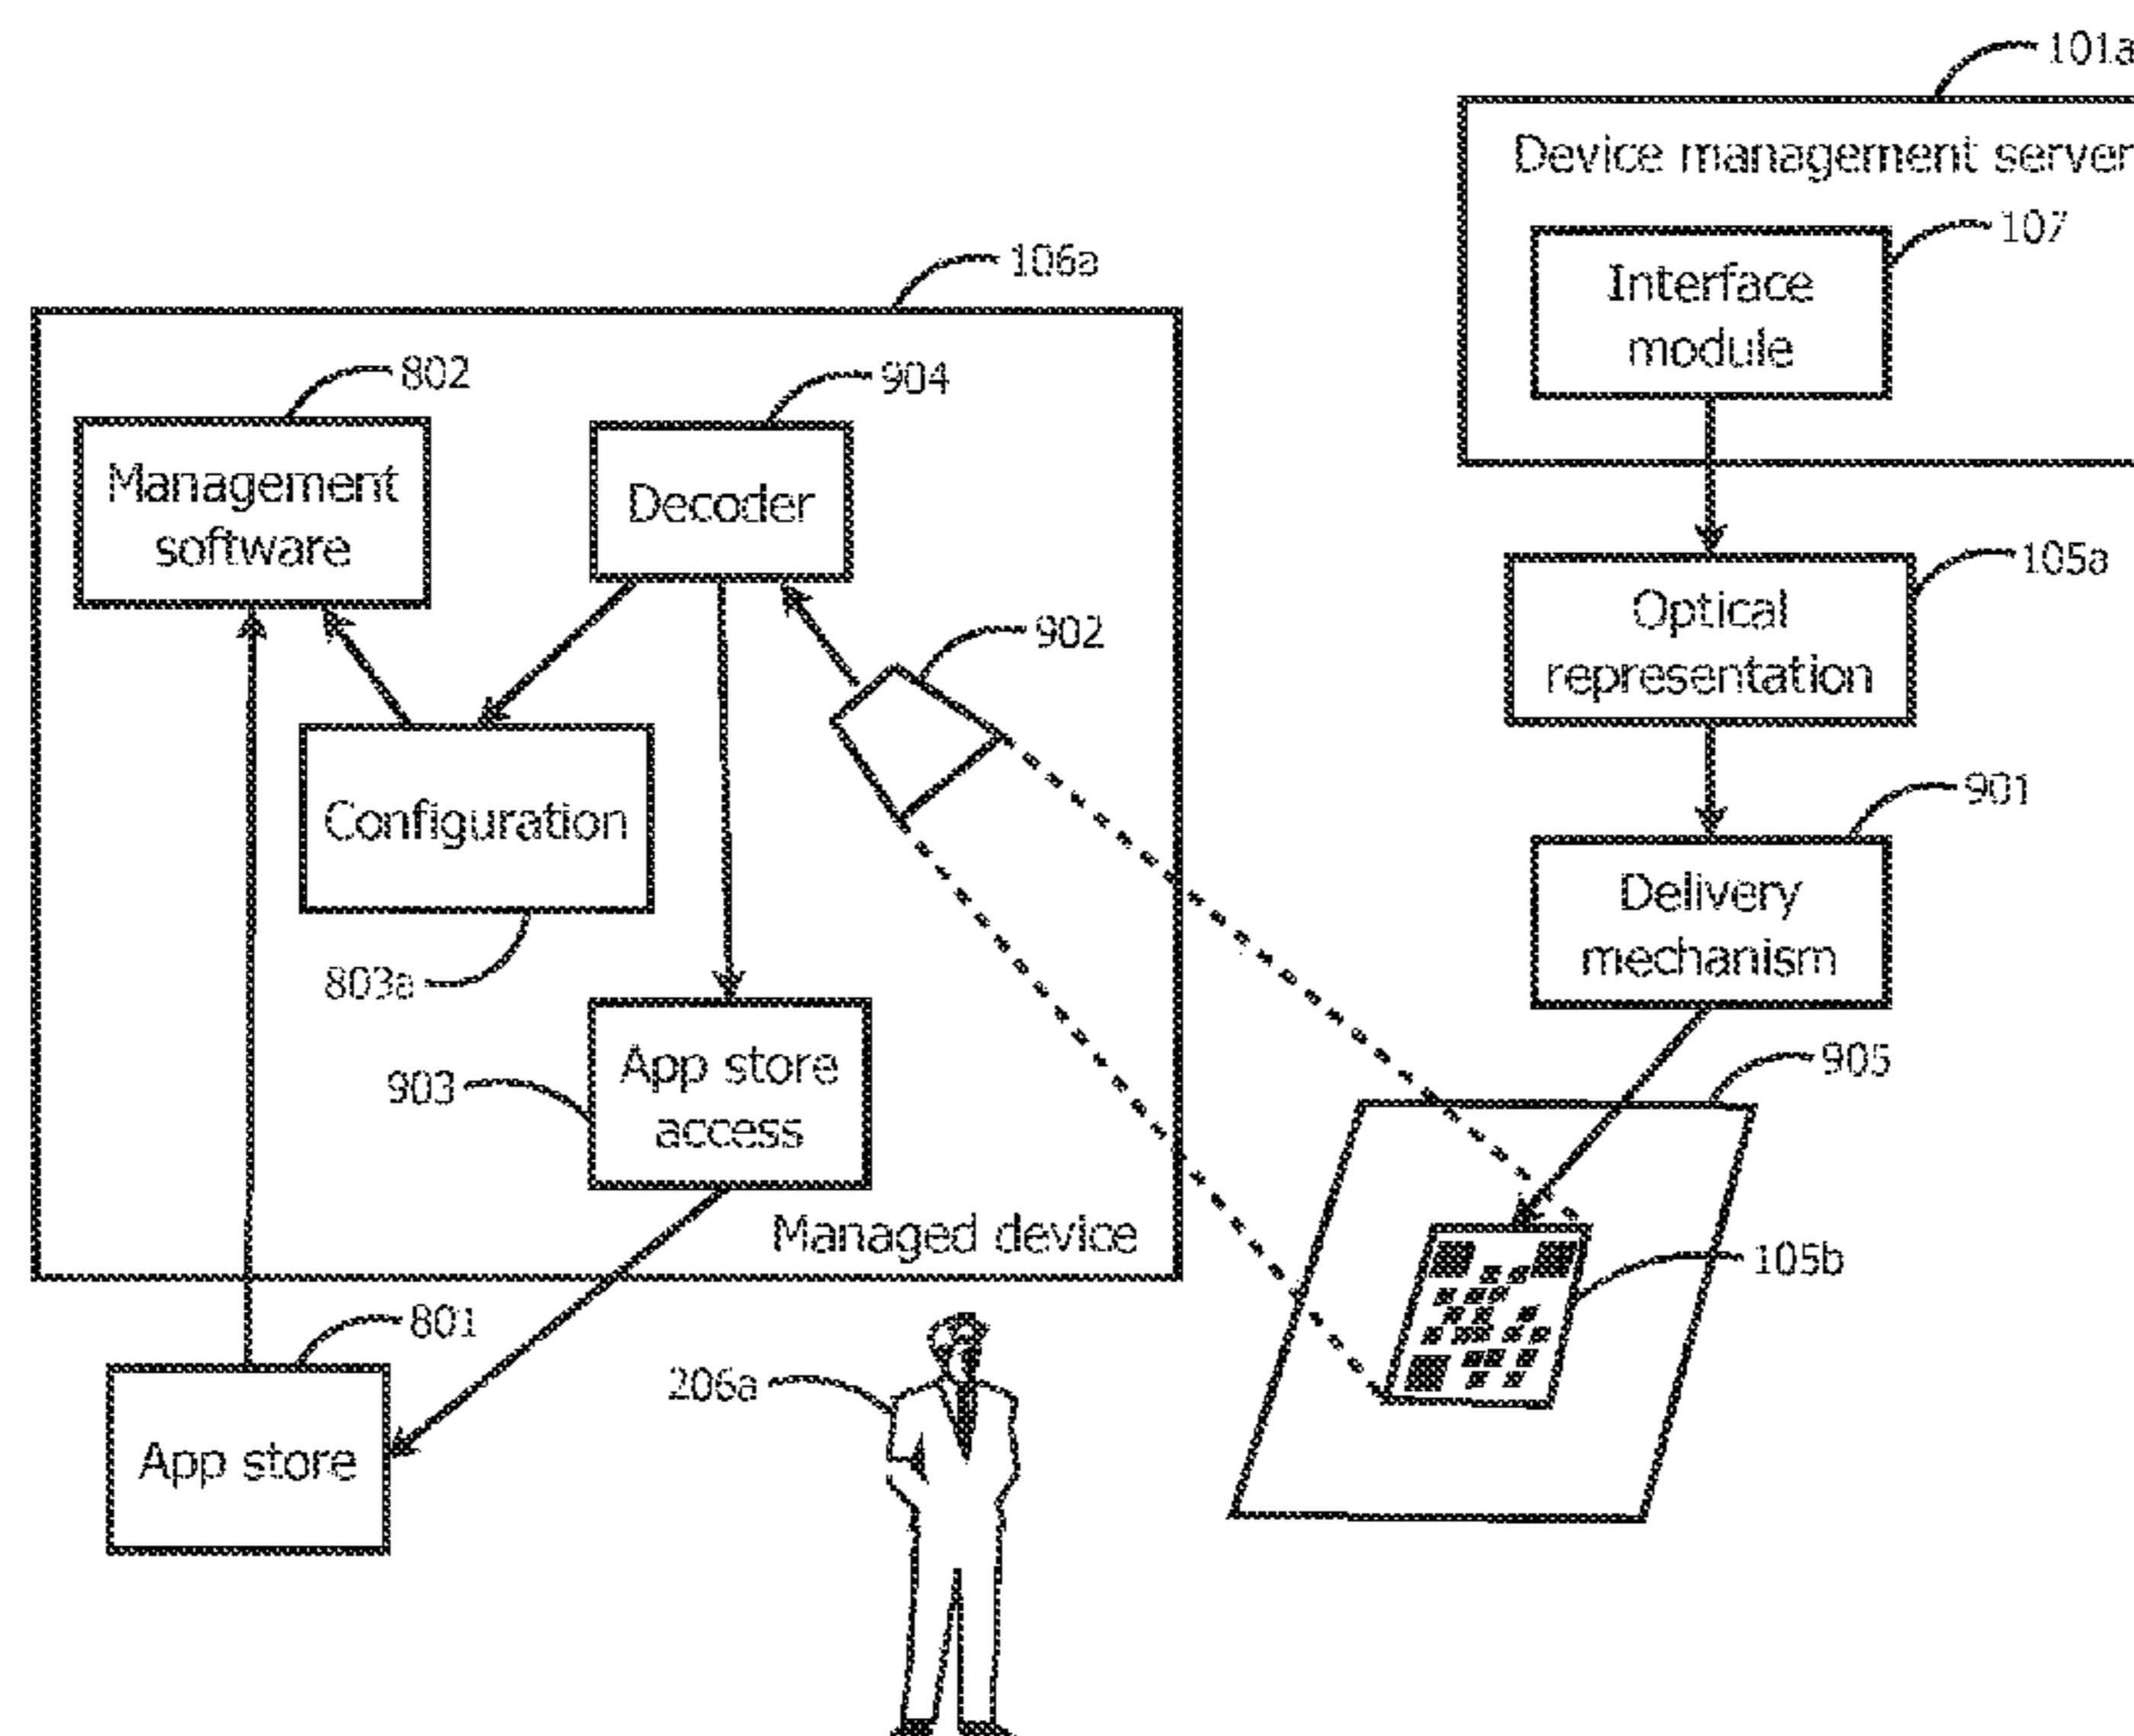 101a
Device management server
107
Interface
module
106a
802
904
Management
software
Decoder
105a
Optical
representation
902
Configuration
901
Delivery
mechanism
803a
903
App store
access
905
Managed device
105b
801
206a
App store